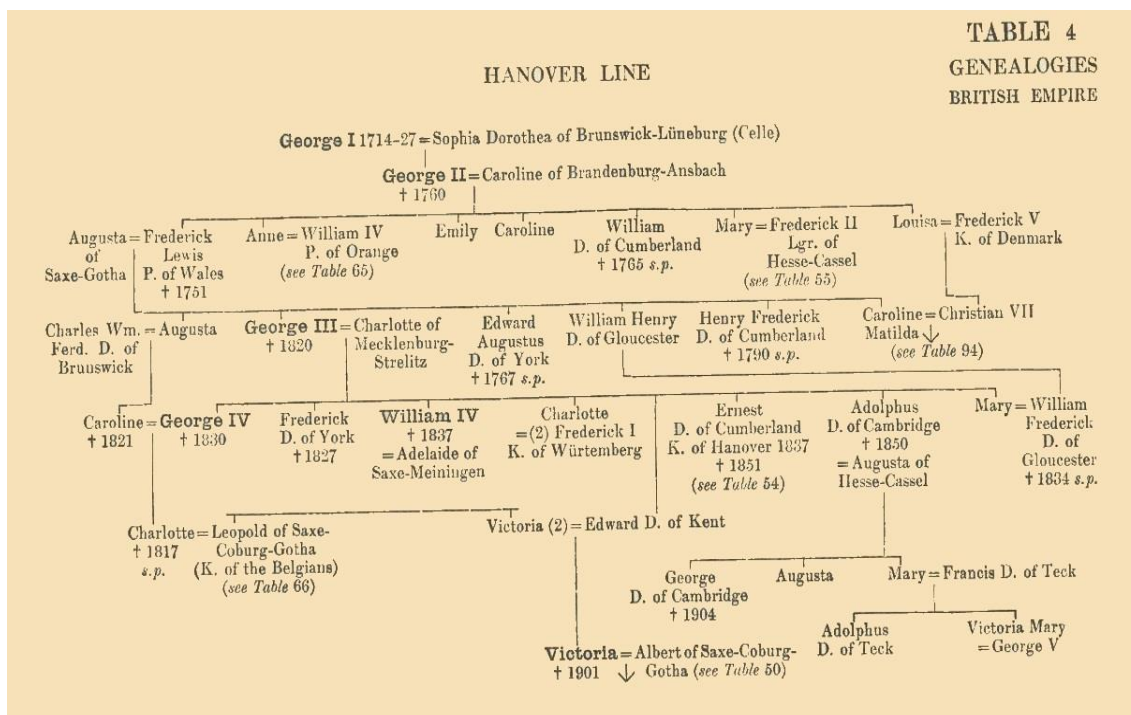 TABLE 4
GENEALOGIES
BRITISH EMPIRE
HANOVER LINE
George I 1714-27 = Sophia Dorothea of Brunswick-Lüneburg (Celle)
George II = Caroline of Brandenburg-Ansbach
† 1760
Augusta = Frederick
of Lewis
Saxe-Gotha P. of Wales
† 1751
Anne = William IV
P. of Orange
(see Table 65)
Emily
Caroline
William
D. of Cumberland
† 1765 s.p.
Mary = Frederick II
Lgr. of
Hesse-Cassel
(see Table 55)
Louisa = Frederick V
K. of Denmark
Charles Wm. = Augusta
Ferd. D. of
Brunswick
George III = Charlotte of
† 1820 Mecklenburg-
Strelitz
Edward
Augustus
D. of York
† 1767 s.p.
William Henry
D. of Gloucester
Henry Frederick
D. of Cumberland
† 1790 s.p.
Caroline = Christian VII
Matilda ↓
(see Table 94)
Caroline = George IV
† 1821 † 1830
Frederick
D. of York
† 1827
William IV
† 1837
= Adelaide of
Saxe-Meiningen
Charlotte
= (2) Frederick I
K. of Würtemberg
Ernest
D. of Cumberland
K. of Hanover 1837
† 1851
(see Table 54)
Adolphus
D. of Cambridge
† 1850
= Augusta of
Hesse-Cassel
Mary = William
Frederick
D. of
Gloucester
† 1834 s.p.
Charlotte = Leopold of Saxe-
† 1817 Coburg-Gotha
s.p. (K. of the Belgians)
(see Table 66)
Victoria (2) = Edward D. of Kent
George
D. of Cambridge
† 1904
Augusta
Mary = Francis D. of Teck
Adolphus
D. of Teck
Victoria Mary
= George V
Victoria = Albert of Saxe-Coburg-
† 1901 ↓ Gotha (see Table 50)